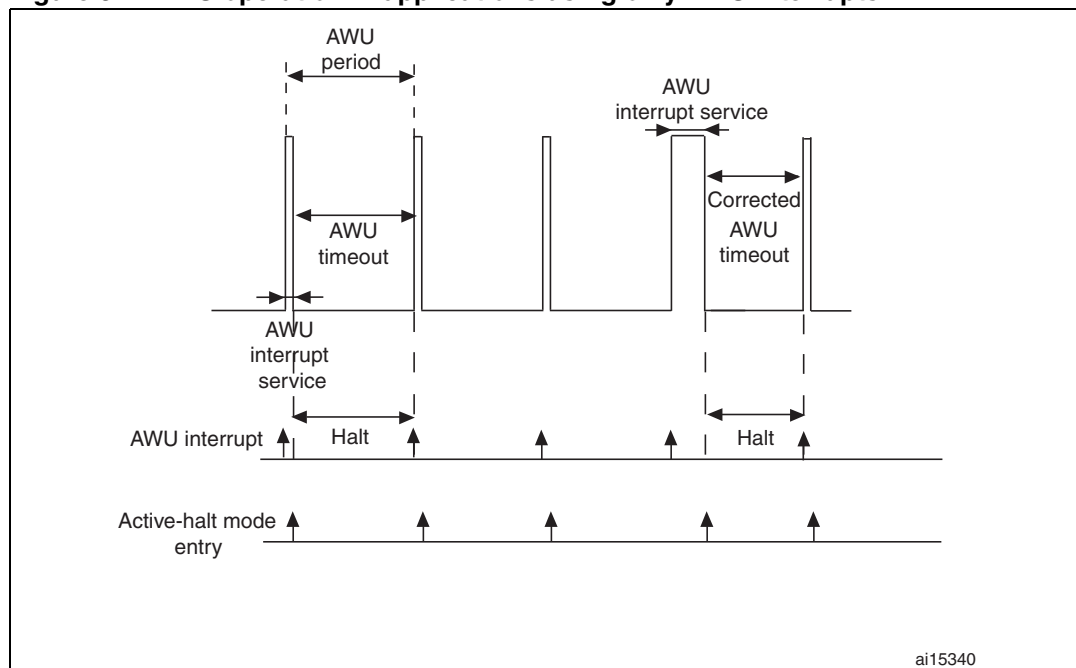 AWU
period
AWU
interrupt service
Corrected
AWU
timeout
AWU
timeout
AWU
interrupt
service
AWU interrupt
Halt
Halt
Active-halt mode
entry
ai15340